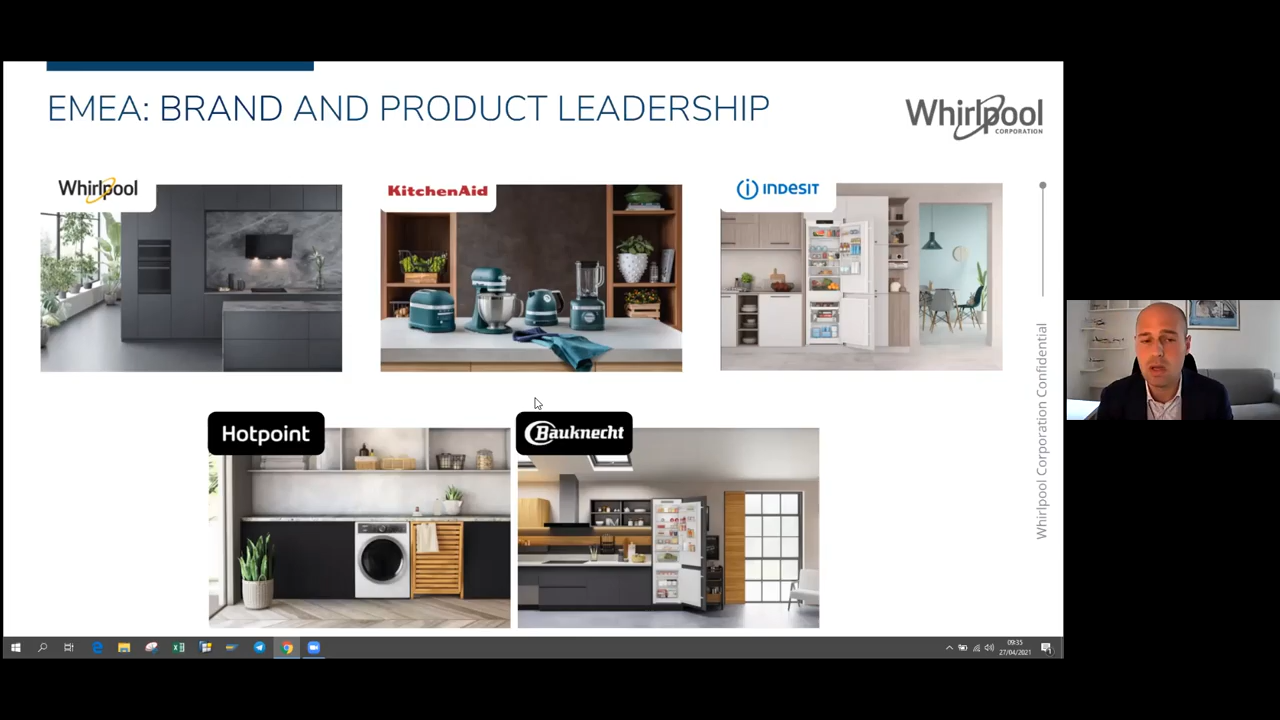 EMEA: BRAND AND PRODUCT LEADERSHIP
Whirlpool
CORPORATION
Whirlpool
KitchenAid
INDESIT
Hotpoint
Bauknecht
Whirlpool Corporation Confidential
09:35
27/04/2021